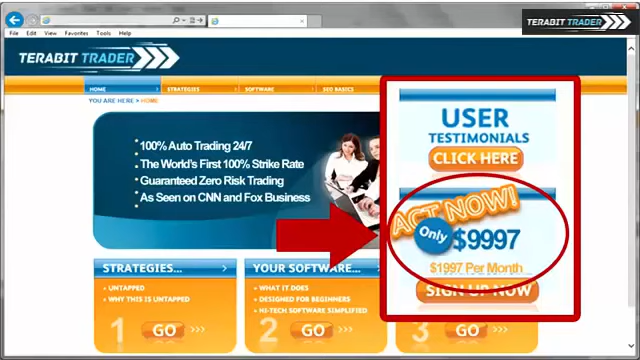 TERABIT TRADER
File Edit View Favorites Tools Help
TERABIT TRADER
HOME STRATEGIES SOFTWARE SEO BASICS
YOU ARE HERE > HOME
100% Auto Trading 24/7
The World's First 100% Strike Rate
Guaranteed Zero Risk Trading
As Seen on CNN and Fox Business
USER
TESTIMONIALS
CLICK HERE
ACT NOW!
Only $9997
$1997 Per Month
SIGN UP NOW
STRATEGIES...
UNTAPPED
WHY THIS IS UNTAPPED
1 GO >>>
YOUR SOFTWARE...
WHAT IT DOES
DESIGNED FOR BEGINNERS
HI-TECH SOFTWARE SIMPLIFIED
2 GO >>>
3 GO >>>